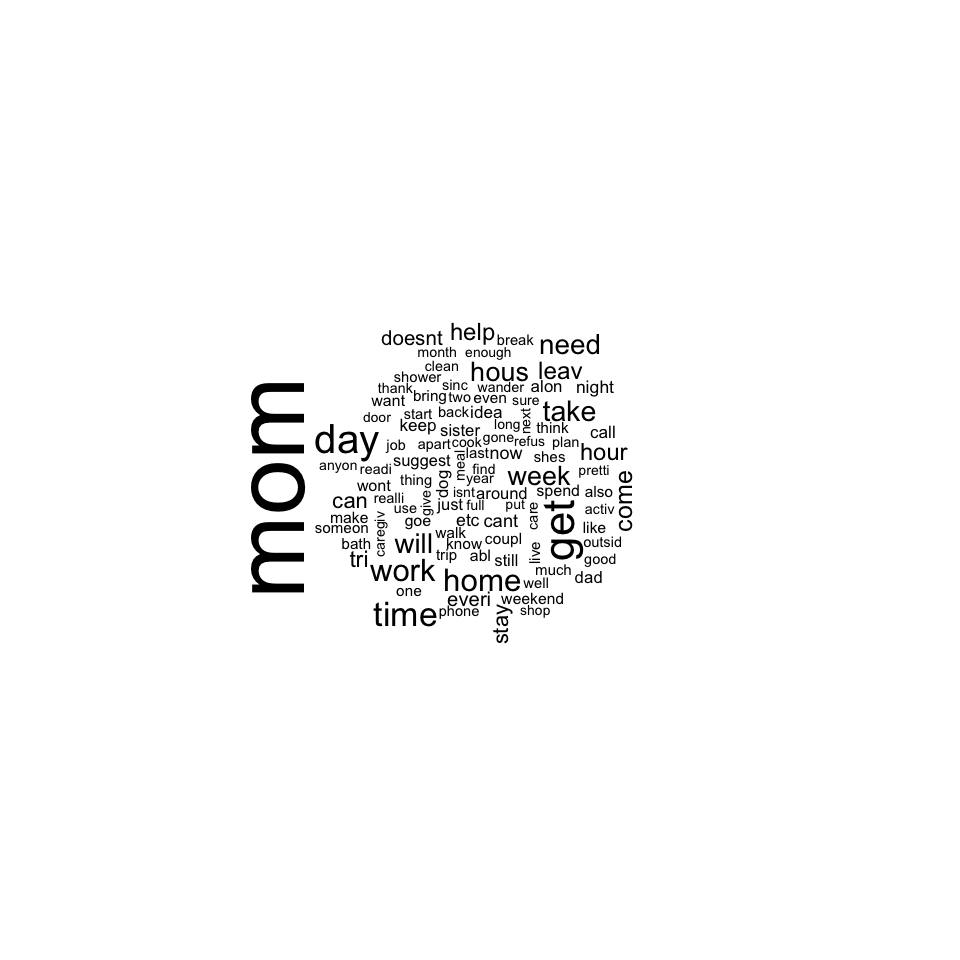 doesnt help break need
month enough
clean hous leav
shower
thank sinc wander alon night
want bring two even sure
door start back idea next take
keep sister long think call
day job apart cook gone refus plan hour
anyon readi suggest meal last now shes pretti
wont thing dog find year week
mom
can realli use give isnt around spend also
make someon just full put care get activ come
caregiv goe etc cant like
bath will walk know coupl outsid
tri trip abl still live good
work home well much dad
one everi weekend
time phone stay shop